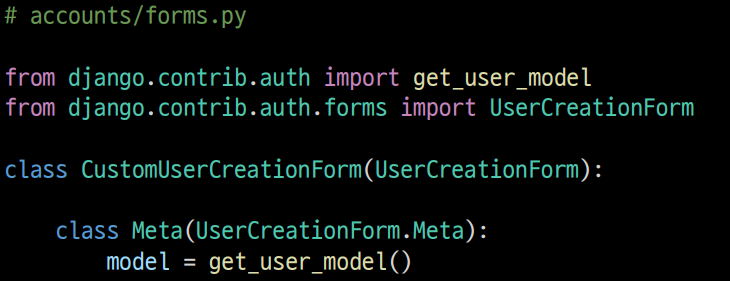 # accounts/forms.py
from django.contrib.auth import get_user_model
from django.contrib.auth.forms import UserCreationForm
class CustomUserCreationForm(UserCreationForm):
    class Meta(UserCreationForm.Meta):
        model = get_user_model()